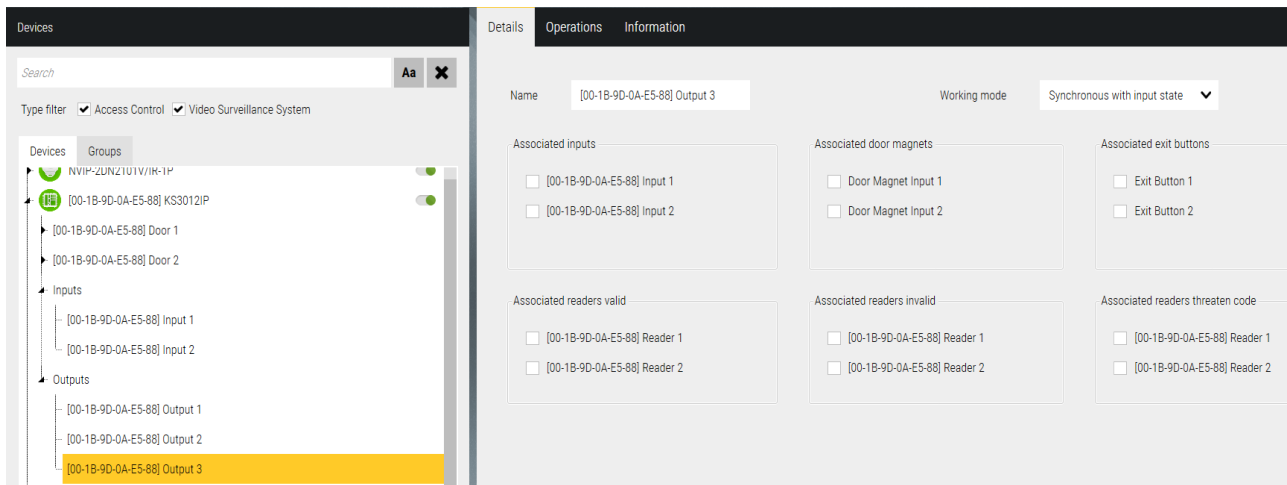 Devices
Search
Aa
Type filter Access Control Video Surveillance System
Devices Groups
NVIP-2DN2101V/IR-1P
[00-1B-9D-0A-E5-88] KS3012IP
[00-1B-9D-0A-E5-88] Door 1
[00-1B-9D-0A-E5-88] Door 2
Inputs
[00-1B-9D-0A-E5-88] Input 1
[00-1B-9D-0A-E5-88] Input 2
Outputs
[00-1B-9D-0A-E5-88] Output 1
[00-1B-9D-0A-E5-88] Output 2
[00-1B-9D-0A-E5-88] Output 3
Details Operations Information
Name [00-1B-9D-0A-E5-88] Output 3 Working mode Synchronous with input state
Associated inputs
[00-1B-9D-0A-E5-88] Input 1
[00-1B-9D-0A-E5-88] Input 2
Associated door magnets
Door Magnet Input 1
Door Magnet Input 2
Associated exit buttons
Exit Button 1
Exit Button 2
Associated readers valid
[00-1B-9D-0A-E5-88] Reader 1
[00-1B-9D-0A-E5-88] Reader 2
Associated readers invalid
[00-1B-9D-0A-E5-88] Reader 1
[00-1B-9D-0A-E5-88] Reader 2
Associated readers threaten code
[00-1B-9D-0A-E5-88] Reader 1
[00-1B-9D-0A-E5-88] Reader 2